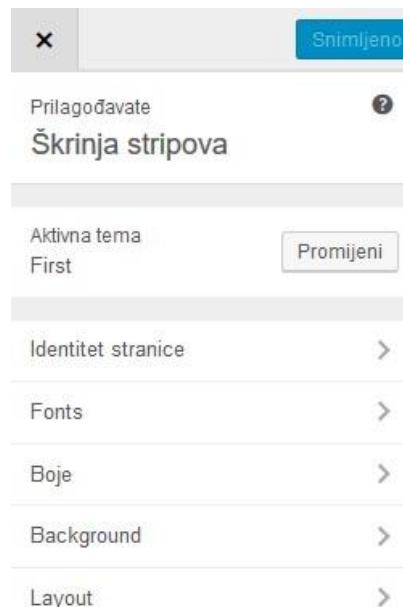 Snimljeno
Prilagođavate
Škrinja stripova
Aktivna tema
First
Promijeni
Identitet stranice
Fonts
Boje
Background
Layout